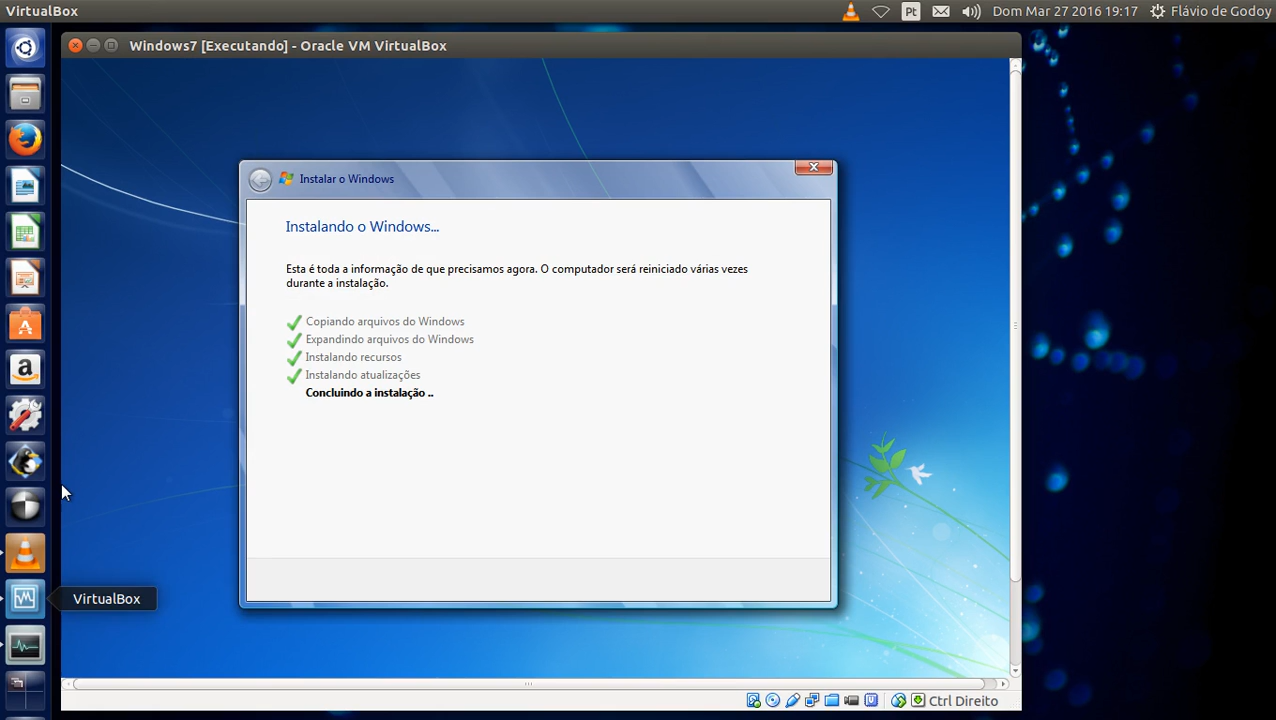 VirtualBox
Pt
Dom Mar 27 2016 19:17
Flávio de Godoy
Windows7 [Executando] - Oracle VM VirtualBox
Instalar o Windows
Instalando o Windows...
Esta é toda a informação de que precisamos agora. O computador será reiniciado várias vezes
durante a instalação.
Copiando arquivos do Windows
Expandindo arquivos do Windows
Instalando recursos
Instalando atualizações
Concluindo a instalação ..
VirtualBox
Ctrl Direito